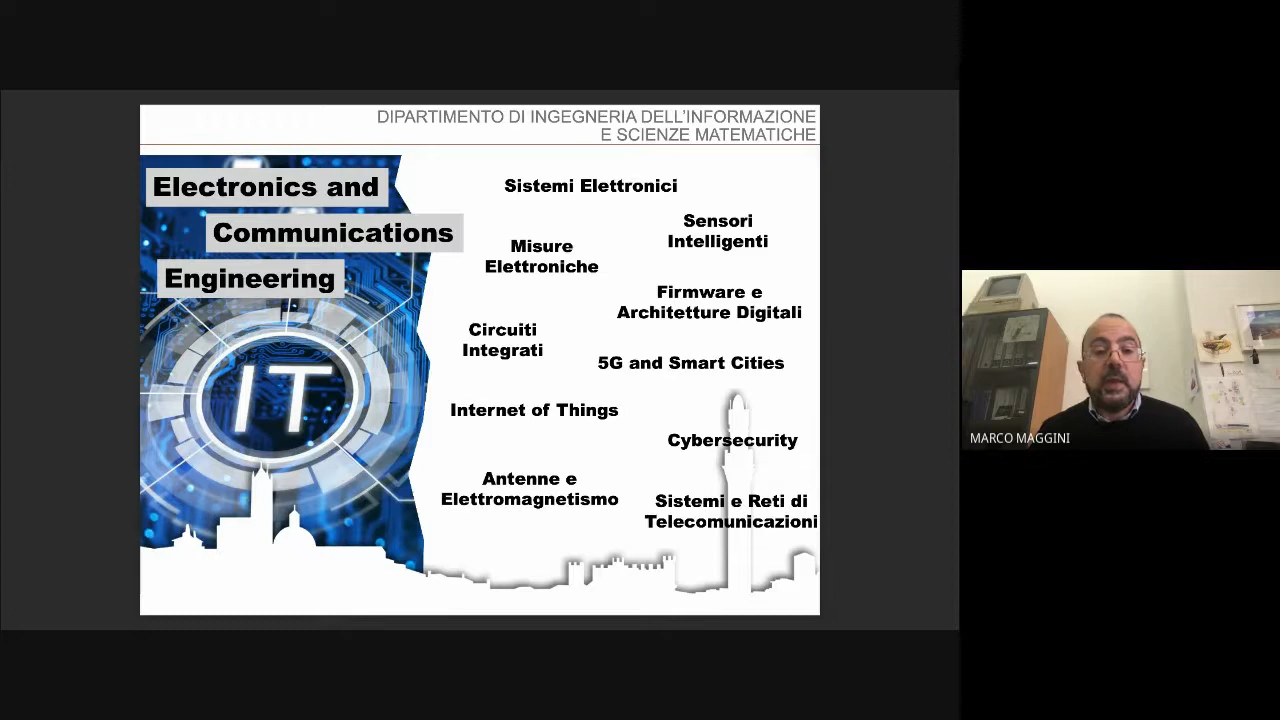 DIPARTIMENTO DI INGEGNERIA DELL'INFORMAZIONE
E SCIENZE MATEMATICHE
Electronics and
Communications
Engineering
IT
Sistemi Elettronici
Sensori
Intelligenti
Misure
Elettroniche
Firmware e
Architetture Digitali
Circuiti
Integrati
5G and Smart Cities
Internet of Things
Cybersecurity
Antenne e
Elettromagnetismo
Sistemi e Reti di
Telecomunicazioni
MARCO MAGGINI